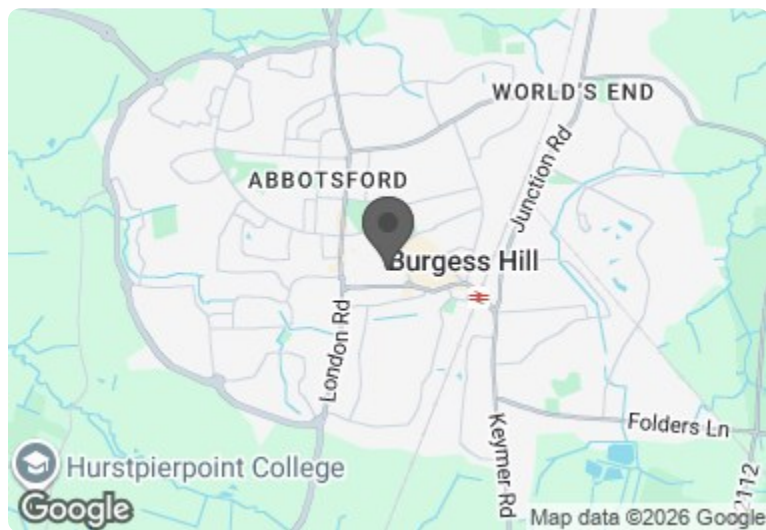 WORLD'S END
Junction Rd
ABBOTSFORD
Burgess Hill
London Rd
Keymer Rd
Folders Ln
2112
Hurstpierpoint College
Google
Map data ©2026 Google